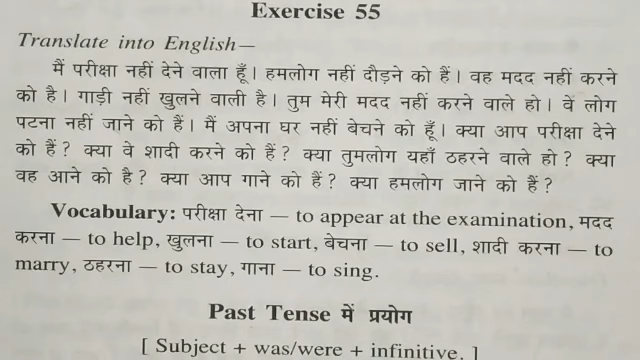 Exercise 55
Translate into English—
मैं परीक्षा नहीं देने वाला हूँ। हमलोग नहीं दौड़ने को हैं। वह मदद नहीं करने
को है। गाड़ी नहीं खुलने वाली है। तुम मेरी मदद नहीं करने वाले हो। वे लोग
पटना नहीं जाने को हैं। मैं अपना घर नहीं बेचने को हूँ। क्या आप परीक्षा देने
को हैं? क्या वे शादी करने को हैं? क्या तुमलोग यहाँ ठहरने वाले हो? क्या
वह आने को है? क्या आप गाने को हैं? क्या हमलोग जाने को हैं?
Vocabulary: परीक्षा देना — to appear at the examination, मदद
करना — to help, खुलना — to start, बेचना — to sell, शादी करना — to
marry, ठहरना — to stay, गाना — to sing.
Past Tense में प्रयोग
[ Subject + was/were + infinitive. ]